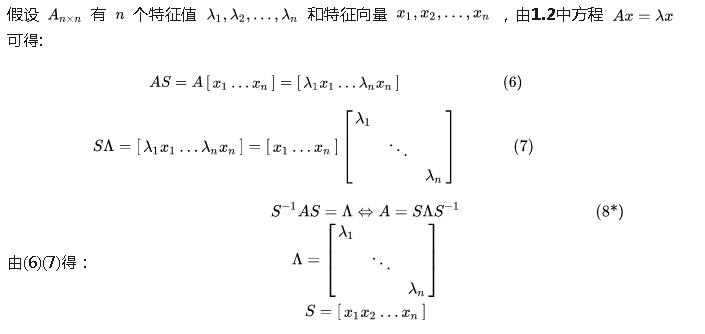 假设 $A_{n\times n}$ 有 $n$ 个特征值 $\lambda_1, \lambda_2, \ldots, \lambda_n$ 和特征向量 $x_1, x_2, \ldots, x_n$ ，由1.2中方程 $Ax = \lambda x$
可得:
$AS = A\,[\,x_1 \ldots x_n\,] = [\,\lambda_1 x_1 \ldots \lambda_n x_n\,]$ (6)
$S\Lambda = [\,\lambda_1 x_1 \ldots \lambda_n x_n\,] = [\,x_1 \ldots x_n\,] \begin{bmatrix} \lambda_1 & & \\ & \ddots & \\ & & \lambda_n \end{bmatrix}$ (7)
$S^{-1}AS = \Lambda \Leftrightarrow A = S\Lambda S^{-1}$ (8*)
由(6)(7)得： $\Lambda = \begin{bmatrix} \lambda_1 & & \\ & \ddots & \\ & & \lambda_n \end{bmatrix}$
$S = [\,x_1 x_2 \ldots x_n\,]$